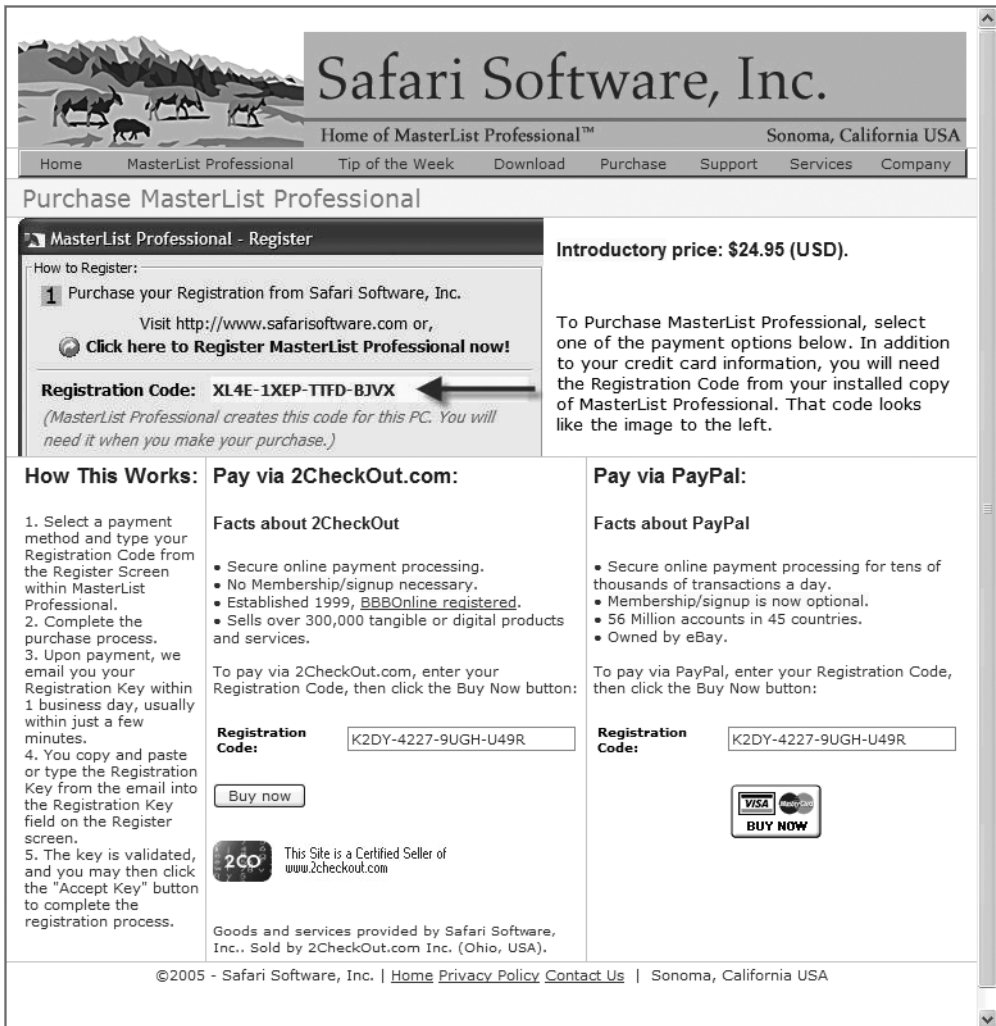 Safari Software, Inc.
Home of MasterList Professional™ Sonoma, California USA
Home MasterList Professional Tip of the Week Download Purchase Support Services Company
Purchase MasterList Professional
MasterList Professional - Register
How to Register:
1 Purchase your Registration from Safari Software, Inc.
Visit http://www.safarisoftware.com or,
Click here to Register MasterList Professional now!
Registration Code: XL4E-1XEP-TTFD-BJVX
(MasterList Professional creates this code for this PC. You will
need it when you make your purchase.)
Introductory price: $24.95 (USD).
To Purchase MasterList Professional, select
one of the payment options below. In addition
to your credit card information, you will need
the Registration Code from your installed copy
of MasterList Professional. That code looks
like the image to the left.
How This Works:
1. Select a payment
method and type your
Registration Code from
the Register Screen
within MasterList
Professional.
2. Complete the
purchase process.
3. Upon payment, we
email you your
Registration Key within
1 business day, usually
within just a few
minutes.
4. You copy and paste
or type the Registration
Key from the email into
the Registration Key
field on the Register
screen.
5. The key is validated,
and you may then click
the "Accept Key" button
to complete the
registration process.
Pay via 2CheckOut.com:
Facts about 2CheckOut
• Secure online payment processing.
• No Membership/signup necessary.
• Established 1999, BBBOnline registered.
• Sells over 300,000 tangible or digital products
and services.
To pay via 2CheckOut.com, enter your
Registration Code, then click the Buy Now button:
Registration
Code: K2DY-4227-9UGH-U49R
Buy now
2CO This Site is a Certified Seller of
www.2checkout.com
Goods and services provided by Safari Software,
Inc.. Sold by 2CheckOut.com Inc. (Ohio, USA).
Pay via PayPal:
Facts about PayPal
• Secure online payment processing for tens of
thousands of transactions a day.
• Membership/signup is now optional.
• 56 Million accounts in 45 countries.
• Owned by eBay.
To pay via PayPal, enter your Registration Code,
then click the Buy Now button:
Registration
Code: K2DY-4227-9UGH-U49R
VISA MasterCard
BUY NOW
©2005 - Safari Software, Inc. | Home Privacy Policy Contact Us | Sonoma, California USA